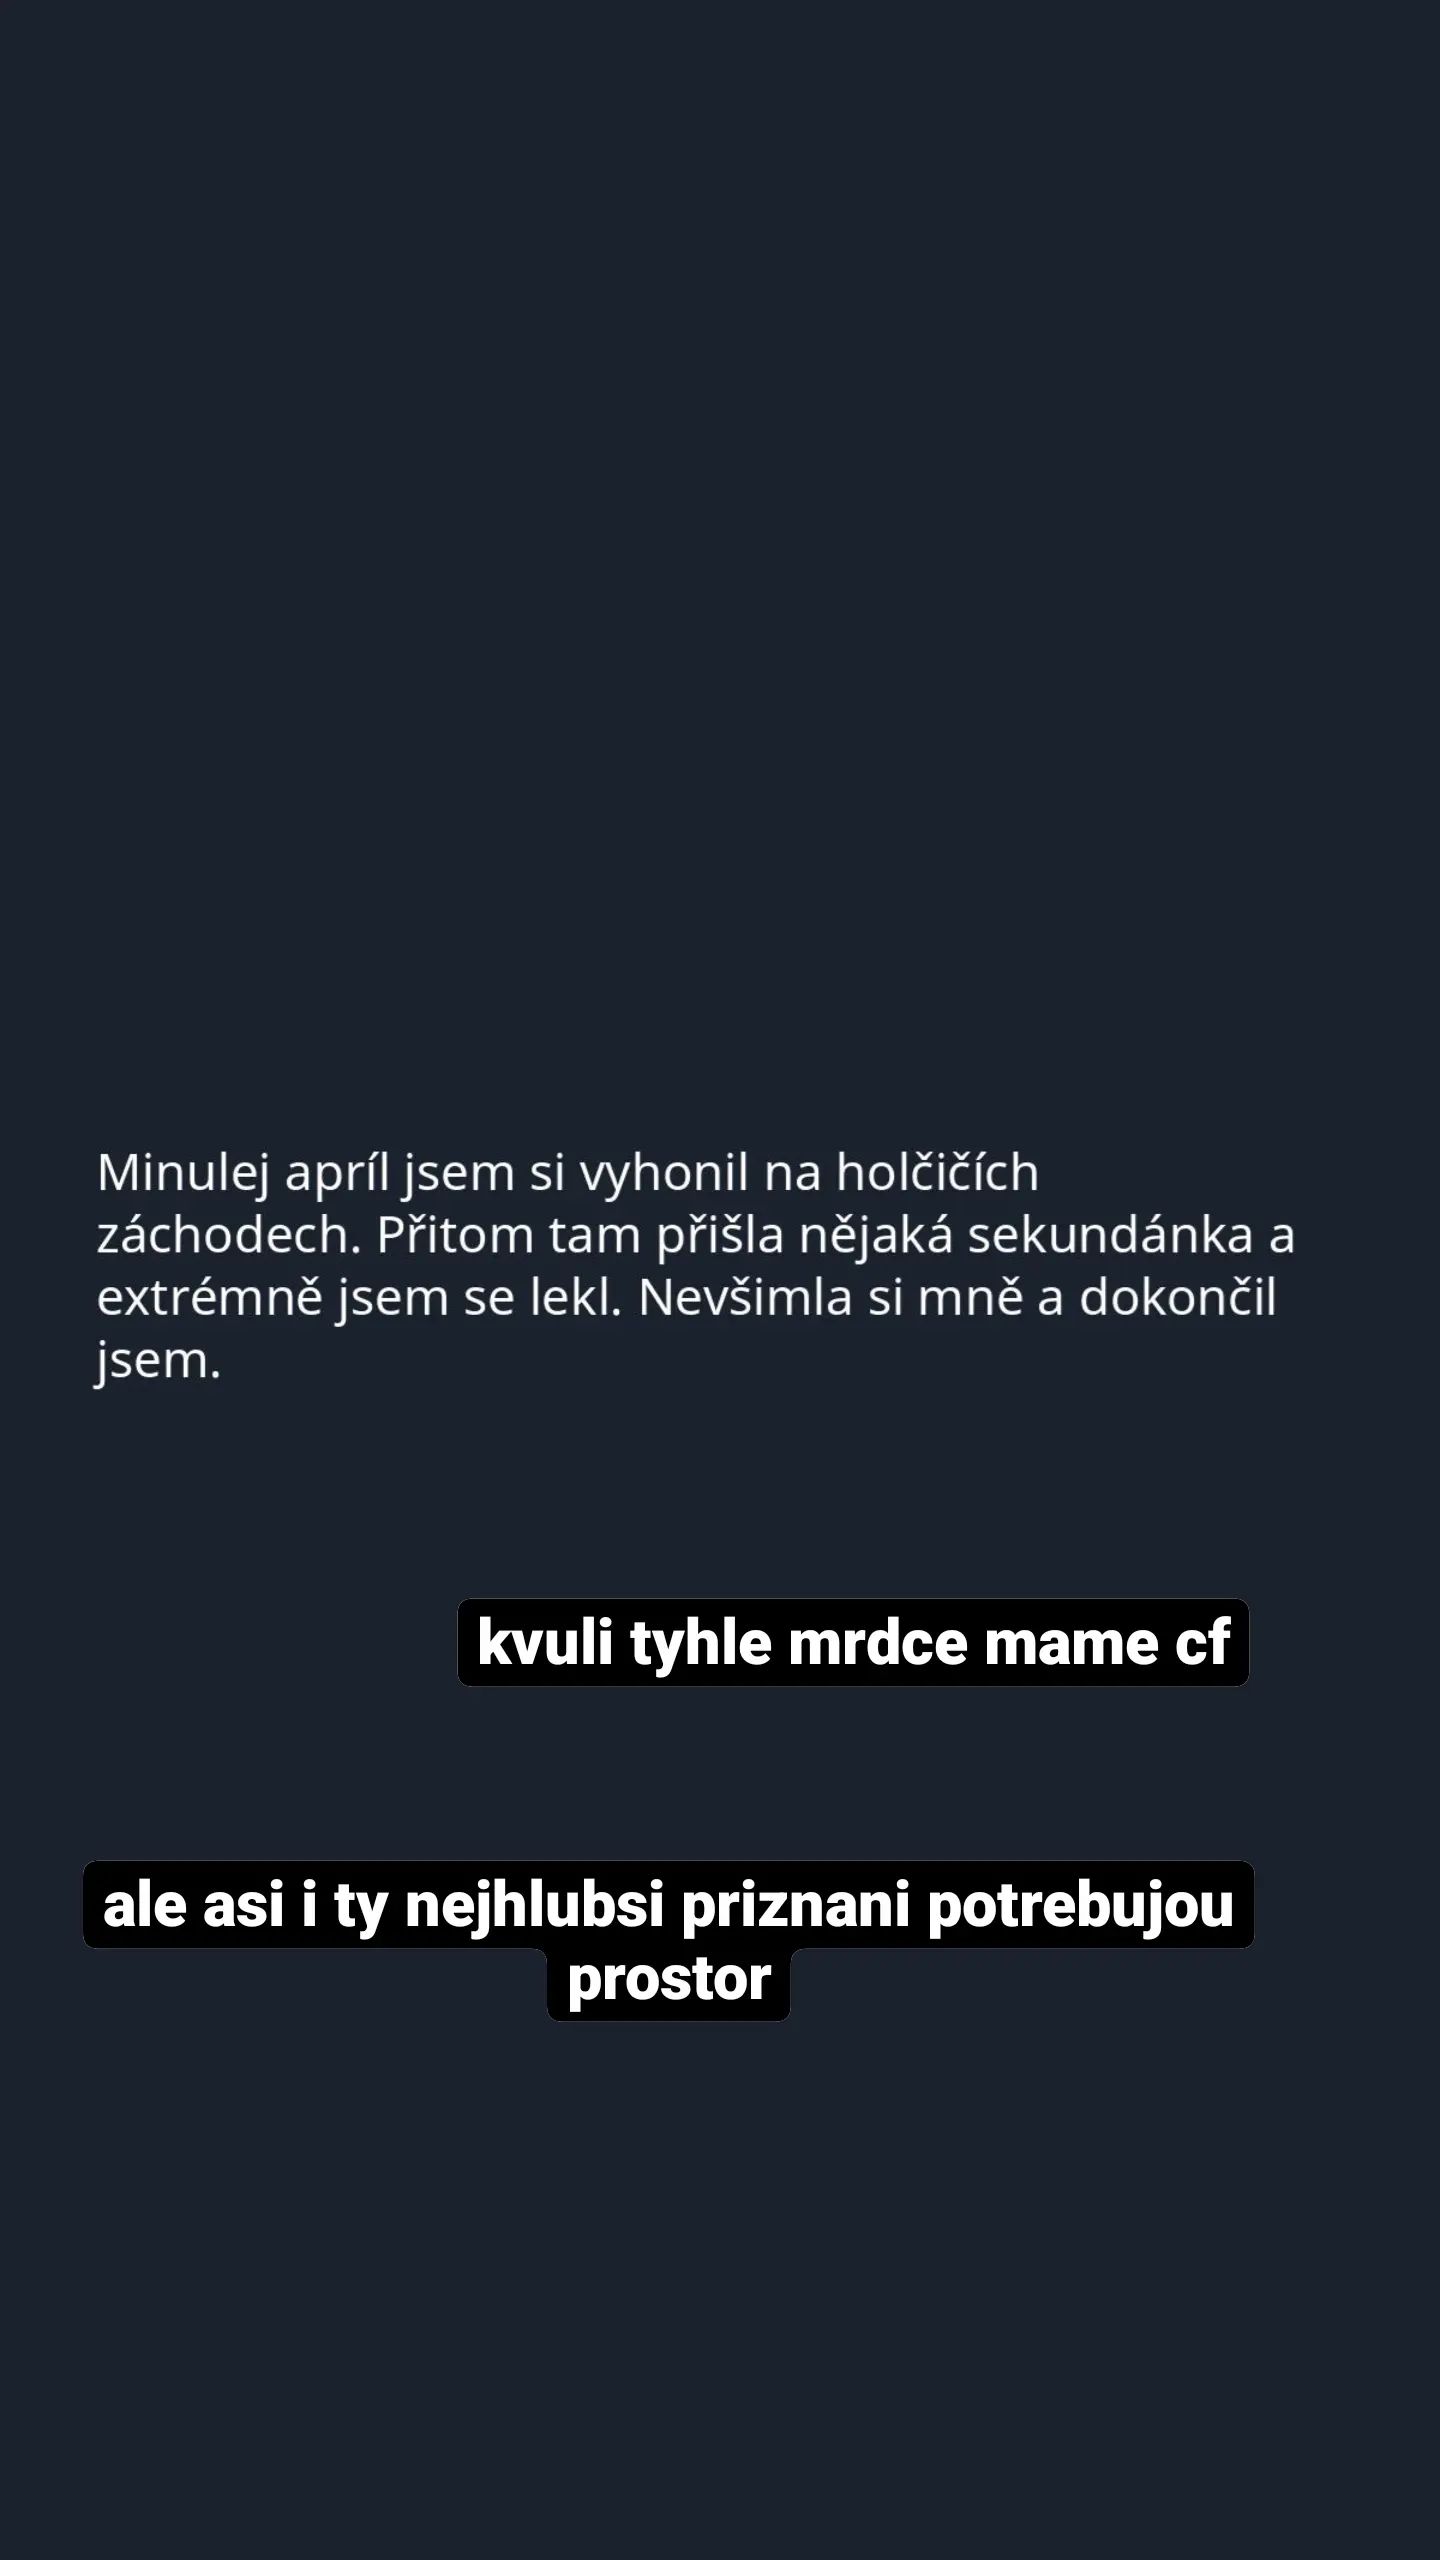 Minulej apríl jsem si vyhonil na holčičích
záchodech. Přitom tam přišla nějaká sekundánka a
extrémně jsem se lekl. Nevšimla si mně a dokončil
jsem.
kvuli tyhle mrdce mame cf
ale asi i ty nejhlubsi priznani potrebujou
prostor